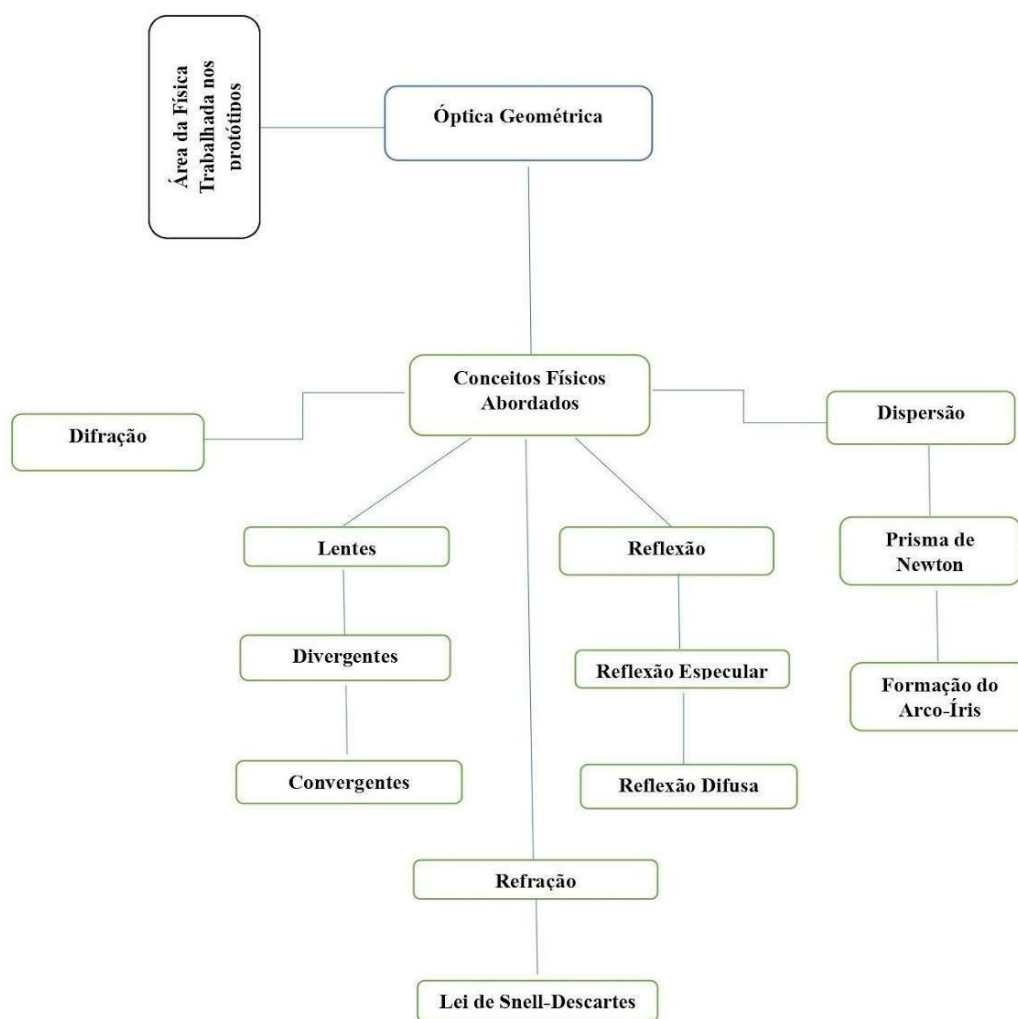 Área da Física
Trabalhada nos
protótipos
Óptica Geométrica
Conceitos Físicos
Abordados
Difração
Dispersão
Lentes
Reflexão
Prisma de
Newton
Divergentes
Reflexão Especular
Formação do
Arco-Íris
Convergentes
Reflexão Difusa
Refração
Lei de Snell-Descartes